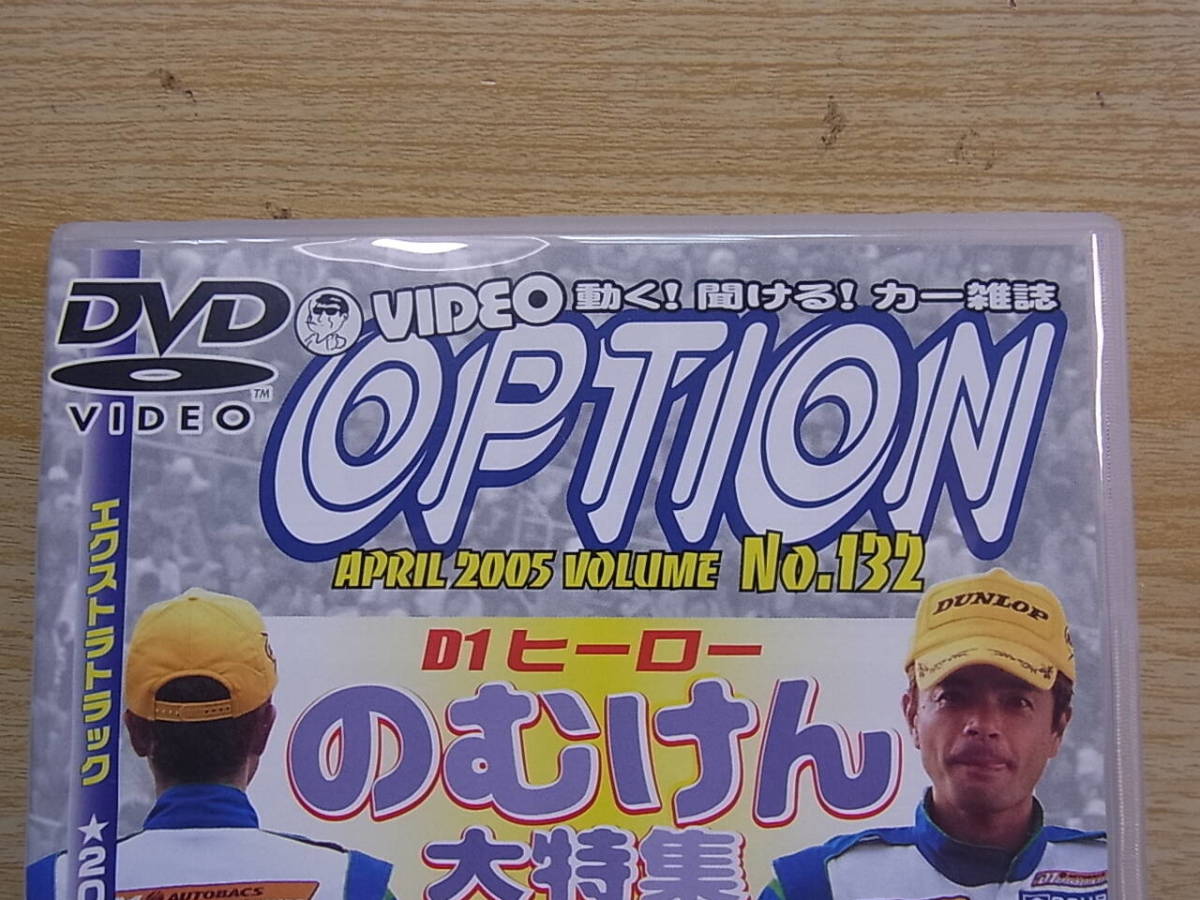 DVD
VIDEO
TM
VIDEO 動く! 聞ける! カー雑誌
OPTION
APRIL 2005 VOLUME No.132
D1ヒーロー
のむけん
大特集
エクストラトラック ★20
DUNLOP
AUTOBACS